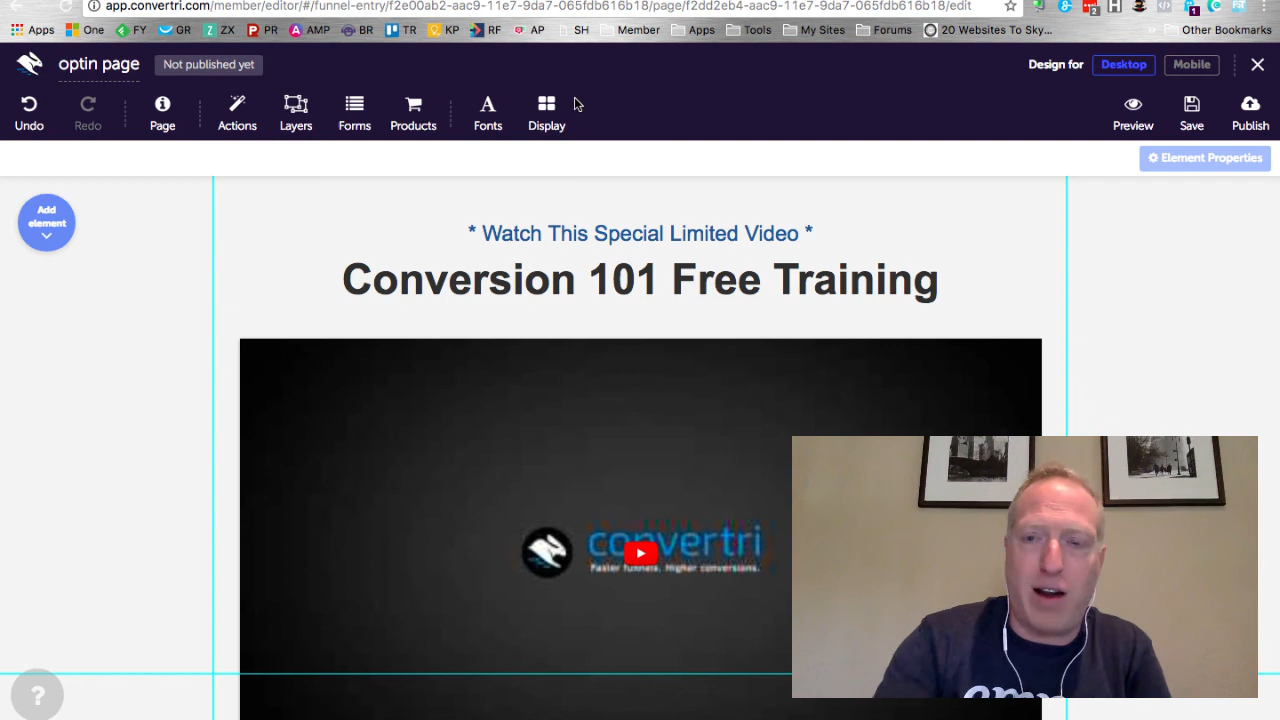 app.convertri.com/member/editor/#/funnel-entry/f2e00ab2-aac9-11e7-9da7-065fdb616b18/page/f2dd2eb4-aac9-11e7-9da7-065fdb616b18/edit
Apps One FY GR ZX PR AMP BR TR KP RF AP SH Member Apps Tools My Sites Forums 20 Websites To Sky... » Other Bookmarks
optin page Not published yet Design for Desktop Mobile
Undo Redo Page Actions Layers Forms Products Fonts Display Preview Save Publish
Element Properties
Add
element
* Watch This Special Limited Video *
Conversion 101 Free Training
convertri
Faster funnels. Higher conversions.
?